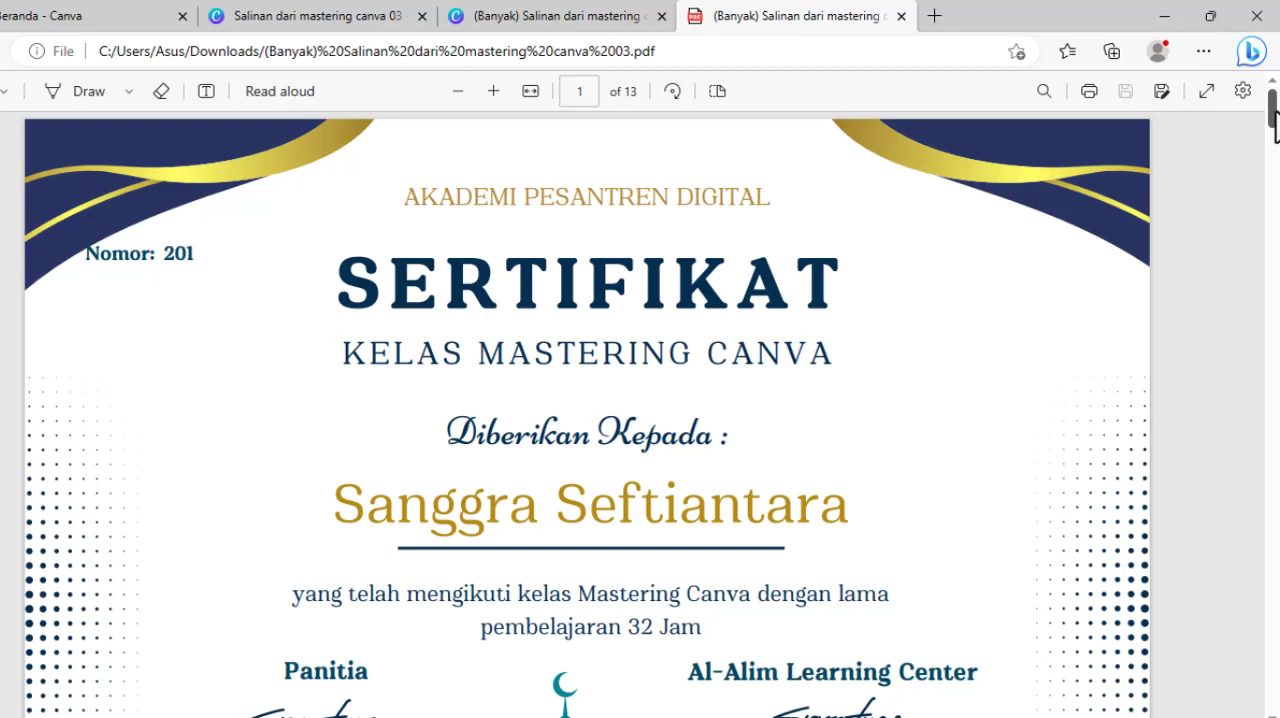 Beranda - Canva
Salinan dari mastering canva 03 -
(Banyak) Salinan dari mastering c
(Banyak) Salinan dari mastering c
File
C:/Users/Asus/Downloads/(Banyak)%20Salinan%20dari%20mastering%20canva%2003.pdf
Draw
Read aloud
1 of 13
AKADEMI PESANTREN DIGITAL
Nomor: 201
SERTIFIKAT
KELAS MASTERING CANVA
Diberikan Kepada :
Sanggra Seftiantara
yang telah mengikuti kelas Mastering Canva dengan lama
pembelajaran 32 Jam
Panitia
Al-Alim Learning Center